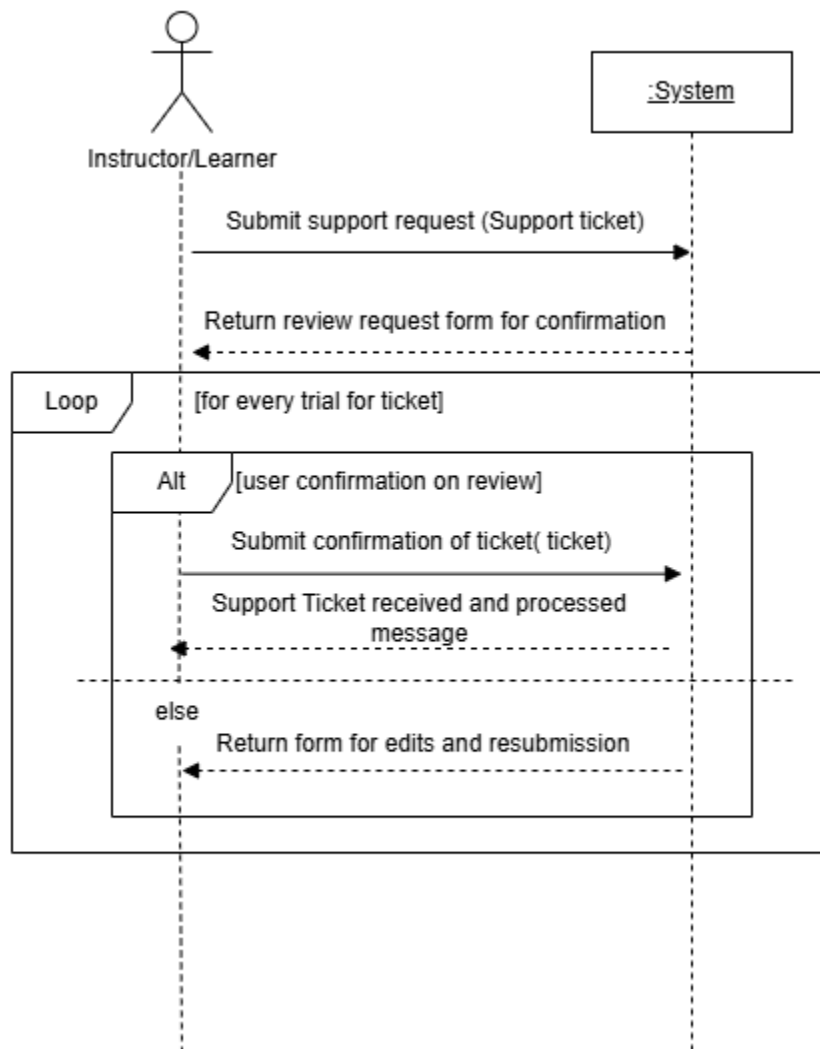 :System
Instructor/Learner
Submit support request (Support ticket)
Return review request form for confirmation
Loop
[for every trial for ticket]
Alt
[user confirmation on review]
Submit confirmation of ticket( ticket)
Support Ticket received and processed
message
else
Return form for edits and resubmission